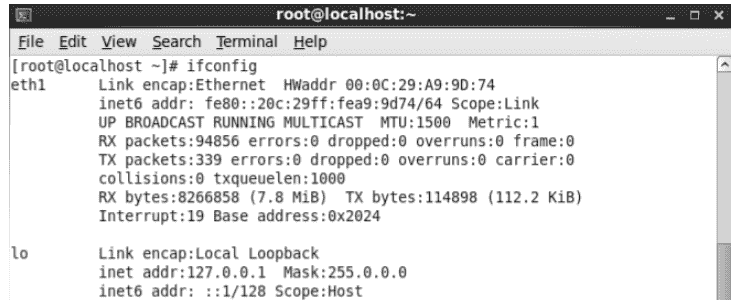 root@localhost:~
File Edit View Search Terminal Help
[root@localhost ~]# ifconfig
eth1 Link encap:Ethernet HWaddr 00:0C:29:A9:9D:74
inet6 addr: fe80::20c:29ff:fea9:9d74/64 Scope:Link
UP BROADCAST RUNNING MULTICAST MTU:1500 Metric:1
RX packets:94856 errors:0 dropped:0 overruns:0 frame:0
TX packets:339 errors:0 dropped:0 overruns:0 carrier:0
collisions:0 txqueuelen:1000
RX bytes:8266858 (7.8 MiB) TX bytes:114898 (112.2 KiB)
Interrupt:19 Base address:0x2024
lo Link encap:Local Loopback
inet addr:127.0.0.1 Mask:255.0.0.0
inet6 addr: ::1/128 Scope:Host